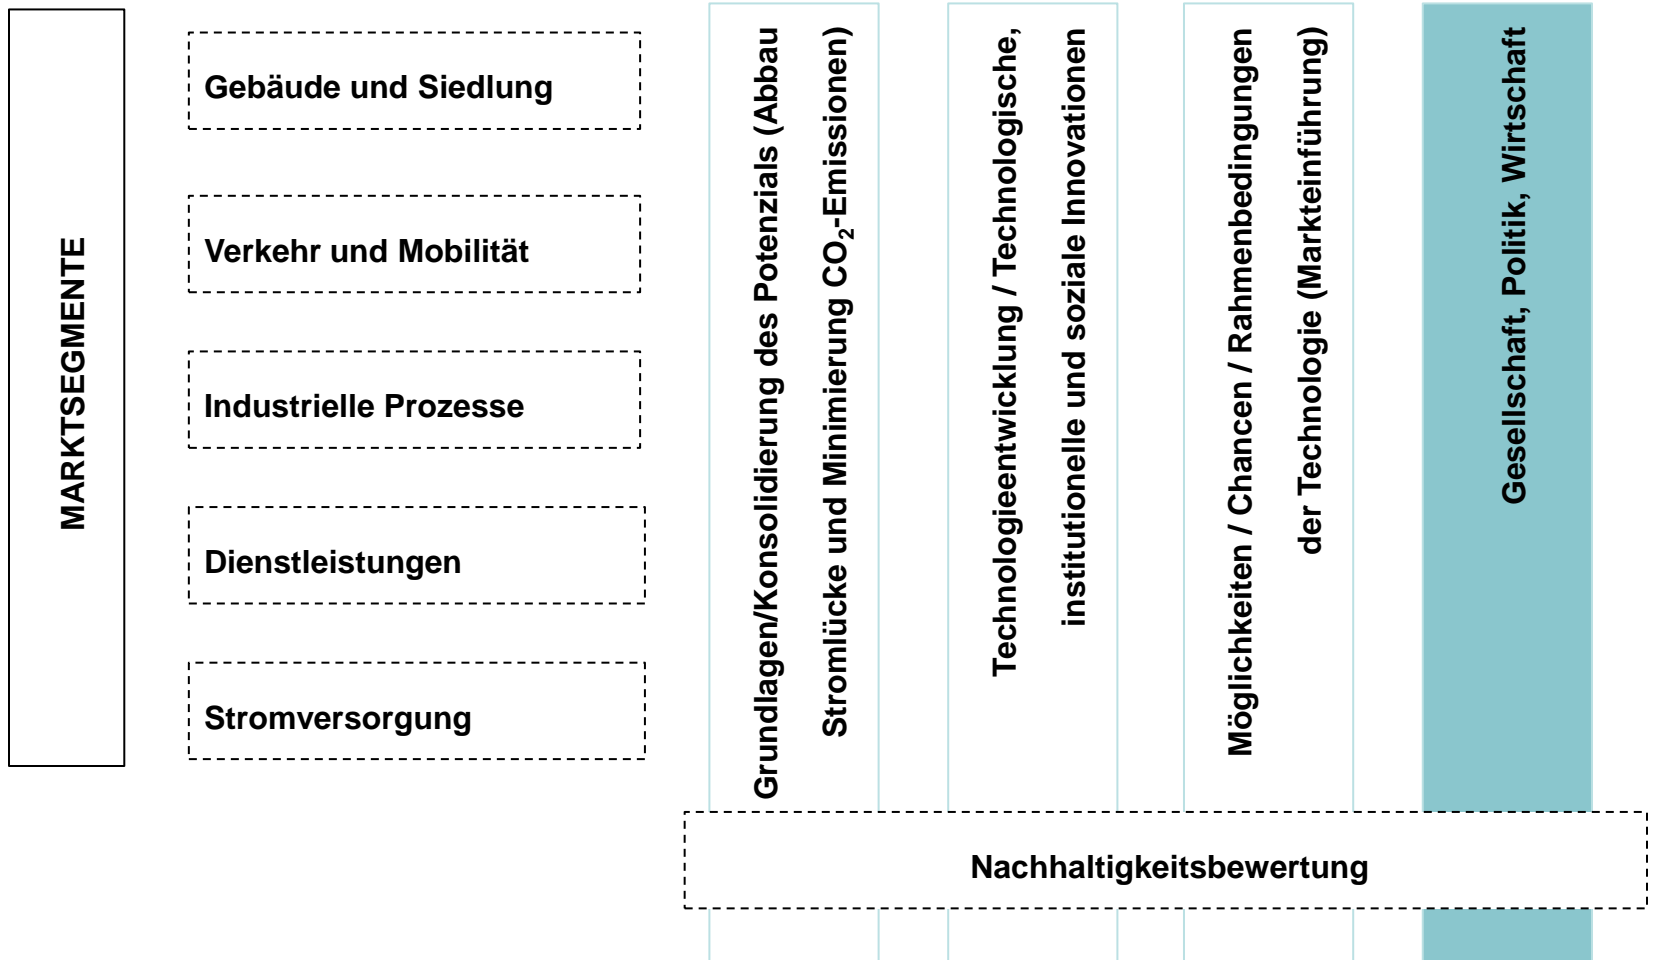 MARKTSEGMENTE
Gebäude und Siedlung
Verkehr und Mobilität
Industrielle Prozesse
Dienstleistungen
Stromversorgung
Grundlagen/Konsolidierung des Potenzials (Abbau
Stromlücke und Minimierung CO₂-Emissionen)
Technologieentwicklung / Technologische,
institutionelle und soziale Innovationen
Möglichkeiten / Chancen / Rahmenbedingungen
der Technologie (Markteinführung)
Gesellschaft, Politik, Wirtschaft
Nachhaltigkeitsbewertung